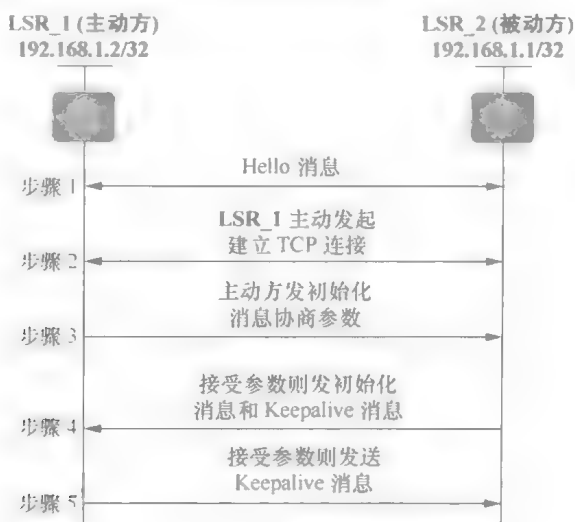 LSR_1 (主动方)
192.168.1.2/32
LSR_2 (被动方)
192.168.1.1/32
Hello 消息
步骤 1
LSR_1 主动发起
建立 TCP 连接
步骤 2
主动方发初始化
消息协商参数
步骤 3
接受参数则发初始化
消息和 Keepalive 消息
步骤 4
接受参数则发送
Keepalive 消息
步骤 5